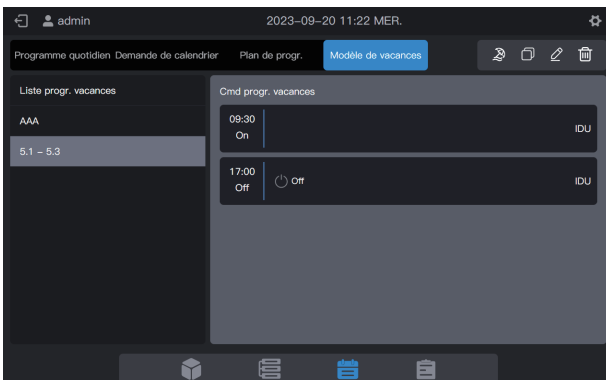 admin
2023-09-20 11:22 MER.
Programme quotidien Demande de calendrier Plan de progr. Modèle de vacances
Liste progr. vacances
AAA
5.1 – 5.3
Cmd progr. vacances
09:30
On
IDU
17:00
Off
Off
IDU